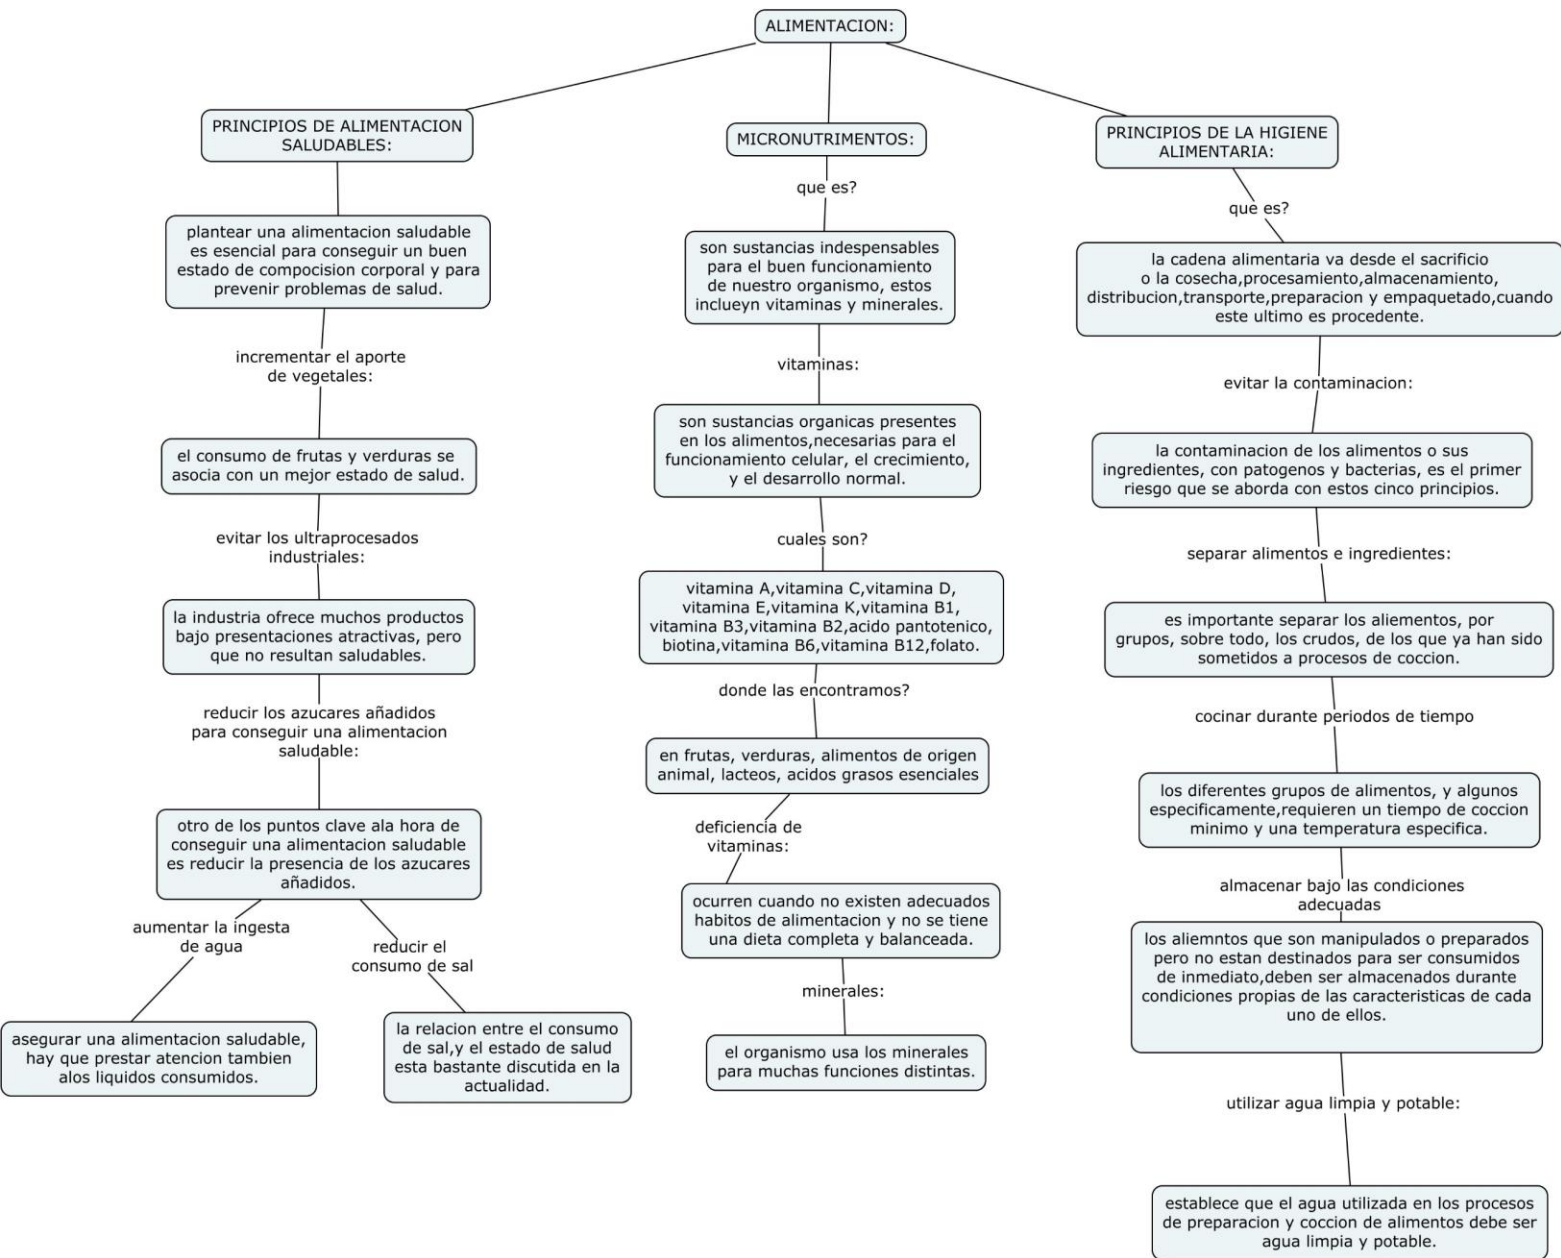 ALIMENTACION:
PRINCIPIOS DE ALIMENTACION
SALUDABLES:
plantear una alimentacion saludable
es esencial para conseguir un buen
estado de compocision corporal y para
prevenir problemas de salud.
incrementar el aporte
de vegetales:
el consumo de frutas y verduras se
asocia con un mejor estado de salud.
evitar los ultraprocesados
industriales:
la industria ofrece muchos productos
bajo presentaciones atractivas, pero
que no resultan saludables.
reducir los azucares añadidos
para conseguir una alimentacion
saludable:
otro de los puntos clave ala hora de
conseguir una alimentacion saludable
es reducir la presencia de los azucares
añadidos.
aumentar la ingesta
de agua
asegurar una alimentacion saludable,
hay que prestar atencion tambien
alos liquidos consumidos.
reducir el
consumo de sal
la relacion entre el consumo
de sal,y el estado de salud
esta bastante discutida en la
actualidad.
MICRONUTRIMENTOS:
que es?
son sustancias indespensables
para el buen funcionamiento
de nuestro organismo, estos
inclueyn vitaminas y minerales.
vitaminas:
son sustancias organicas presentes
en los alimentos,necesarias para el
funcionamiento celular, el crecimiento,
y el desarrollo normal.
cuales son?
vitamina A,vitamina C,vitamina D,
vitamina E,vitamina K,vitamina B1,
vitamina B3,vitamina B2,acido pantotenico,
biotina,vitamina B6,vitamina B12,folato.
donde las encontramos?
en frutas, verduras, alimentos de origen
animal, lacteos, acidos grasos esenciales
deficiencia de
vitaminas:
ocurren cuando no existen adecuados
habitos de alimentacion y no se tiene
una dieta completa y balanceada.
minerales:
el organismo usa los minerales
para muchas funciones distintas.
PRINCIPIOS DE LA HIGIENE
ALIMENTARIA:
que es?
la cadena alimentaria va desde el sacrificio
o la cosecha,procesamiento,almacenamiento,
distribucion,transporte,preparacion y empaquetado,cuando
este ultimo es procedente.
evitar la contaminacion:
la contaminacion de los alimentos o sus
ingredientes, con patogenos y bacterias, es el primer
riesgo que se aborda con estos cinco principios.
separar alimentos e ingredientes:
es importante separar los aliementos, por
grupos, sobre todo, los crudos, de los que ya han sido
sometidos a procesos de coccion.
cocinar durante periodos de tiempo
los diferentes grupos de alimentos, y algunos
especificamente,requieren un tiempo de coccion
minimo y una temperatura especifica.
almacenar bajo las condiciones
adecuadas
los aliemntos que son manipulados o preparados
pero no estan destinados para ser consumidos
de inmediato,deben ser almacenados durante
condiciones propias de las caracteristicas de cada
uno de ellos.
utilizar agua limpia y potable:
establece que el agua utilizada en los procesos
de preparacion y coccion de alimentos debe ser
agua limpia y potable.